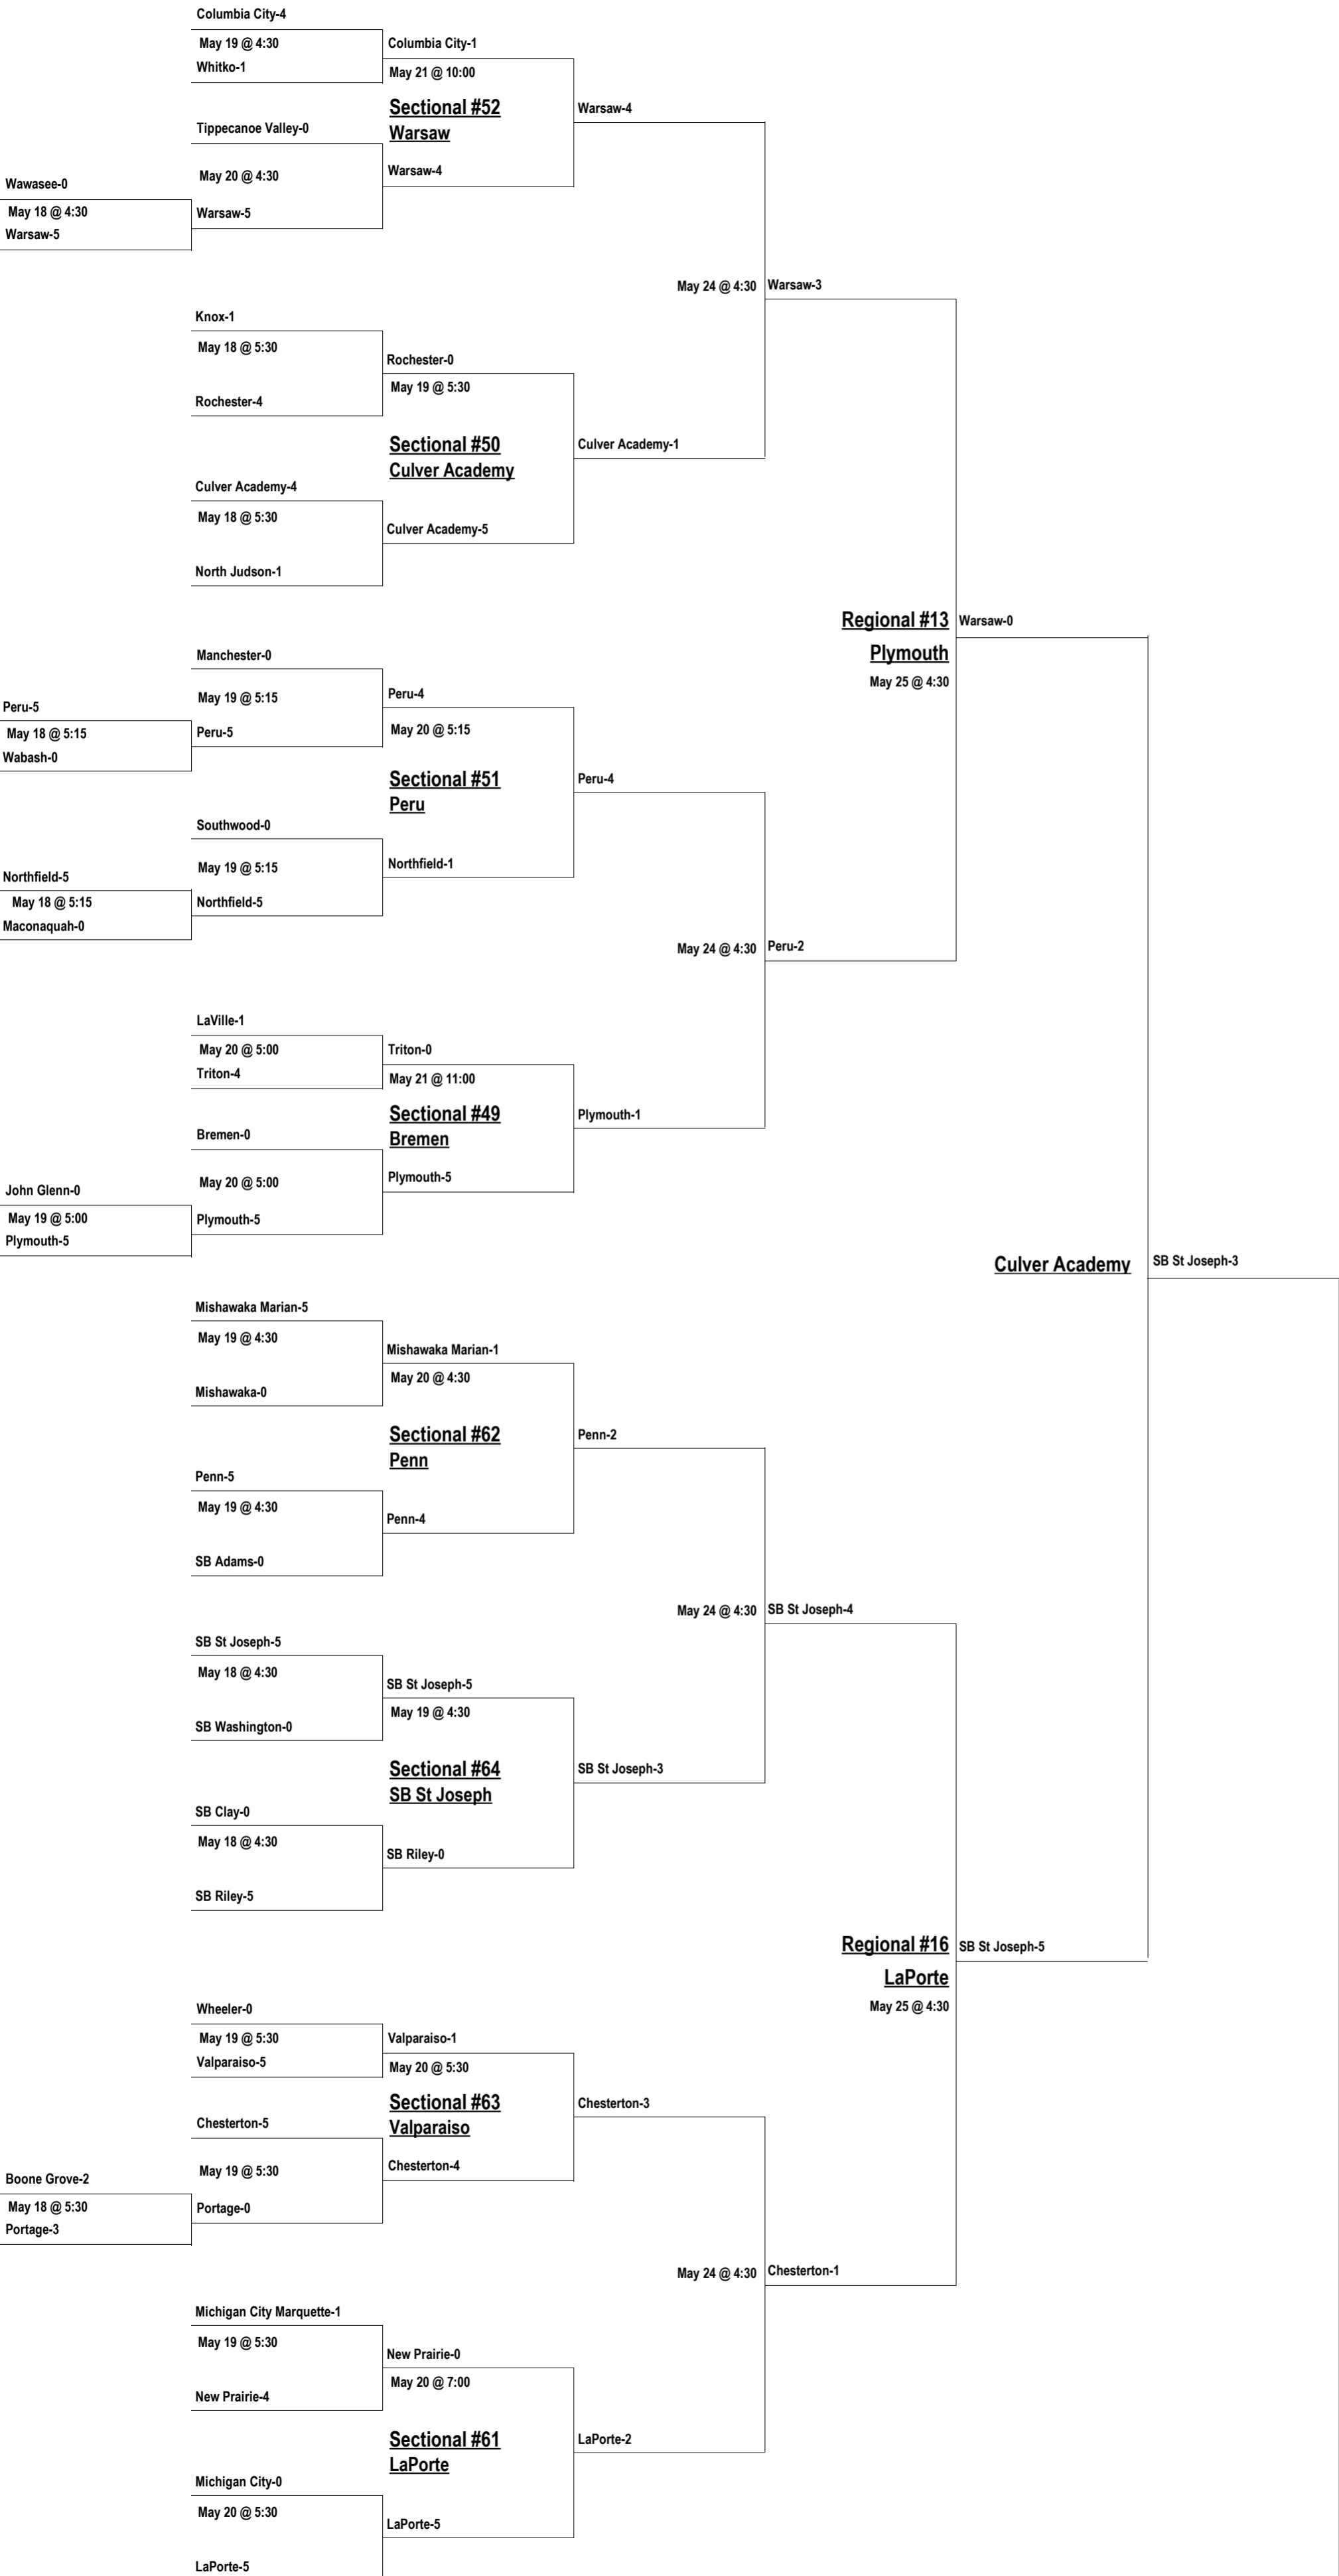 Columbia City-4
May 19 @ 4:30
Columbia City-1
Whitko-1
May 21 @ 10:00
Sectional #52
Warsaw-4
Tippecanoe Valley-0
Warsaw
May 20 @ 4:30
Warsaw-4
Wawasee-0
May 18 @ 4:30
Warsaw-5
Warsaw-5
May 24 @ 4:30
Warsaw-3
Knox-1
May 18 @ 5:30
Rochester-0
May 19 @ 5:30
Rochester-4
Sectional #50
Culver Academy-1
Culver Academy
Culver Academy-4
May 18 @ 5:30
Culver Academy-5
North Judson-1
Regional #13
Warsaw-0
Plymouth
May 25 @ 4:30
Manchester-0
May 19 @ 5:15
Peru-4
Peru-5
May 18 @ 5:15
Peru-5
May 20 @ 5:15
Wabash-0
Sectional #51
Peru-4
Peru
Southwood-0
May 19 @ 5:15
Northfield-1
Northfield-5
May 18 @ 5:15
Northfield-5
Maconaquah-0
May 24 @ 4:30
Peru-2
LaVille-1
May 20 @ 5:00
Triton-0
Triton-4
May 21 @ 11:00
Sectional #49
Plymouth-1
Bremen-0
Bremen
May 20 @ 5:00
Plymouth-5
John Glenn-0
May 19 @ 5:00
Plymouth-5
Plymouth-5
Culver Academy
SB St Joseph-3
Mishawaka Marian-5
May 19 @ 4:30
Mishawaka Marian-1
May 20 @ 4:30
Mishawaka-0
Sectional #62
Penn-2
Penn
Penn-5
May 19 @ 4:30
Penn-4
SB Adams-0
May 24 @ 4:30
SB St Joseph-4
SB St Joseph-5
May 18 @ 4:30
SB St Joseph-5
May 19 @ 4:30
SB Washington-0
Sectional #64
SB St Joseph-3
SB St Joseph
SB Clay-0
May 18 @ 4:30
SB Riley-0
SB Riley-5
Regional #16
SB St Joseph-5
LaPorte
May 25 @ 4:30
Wheeler-0
May 19 @ 5:30
Valparaiso-1
Valparaiso-5
May 20 @ 5:30
Sectional #63
Chesterton-3
Chesterton-5
Valparaiso
May 19 @ 5:30
Chesterton-4
Boone Grove-2
May 18 @ 5:30
Portage-0
Portage-3
May 24 @ 4:30
Chesterton-1
Michigan City Marquette-1
May 19 @ 5:30
New Prairie-0
May 20 @ 7:00
New Prairie-4
Sectional #61
LaPorte-2
LaPorte
Michigan City-0
May 20 @ 5:30
LaPorte-5
LaPorte-5